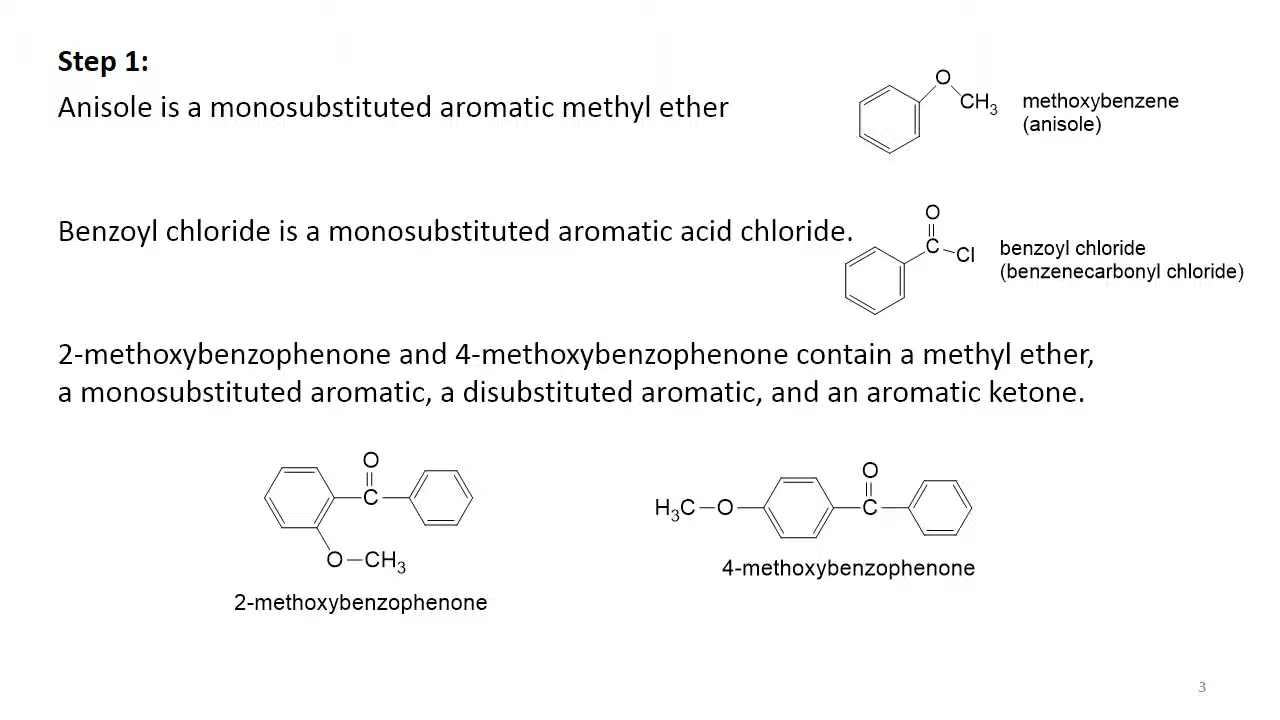 Step 1:
Anisole is a monosubstituted aromatic methyl ether
O
CH3
methoxybenzene
(anisole)
Benzoyl chloride is a monosubstituted aromatic acid chloride.
O
C
Cl
benzoyl chloride
(benzenecarbonyl chloride)
2-methoxybenzophenone and 4-methoxybenzophenone contain a methyl ether,
a monosubstituted aromatic, a disubstituted aromatic, and an aromatic ketone.
O
C
O—CH3
2-methoxybenzophenone
O
H3C—O
C
4-methoxybenzophenone
3